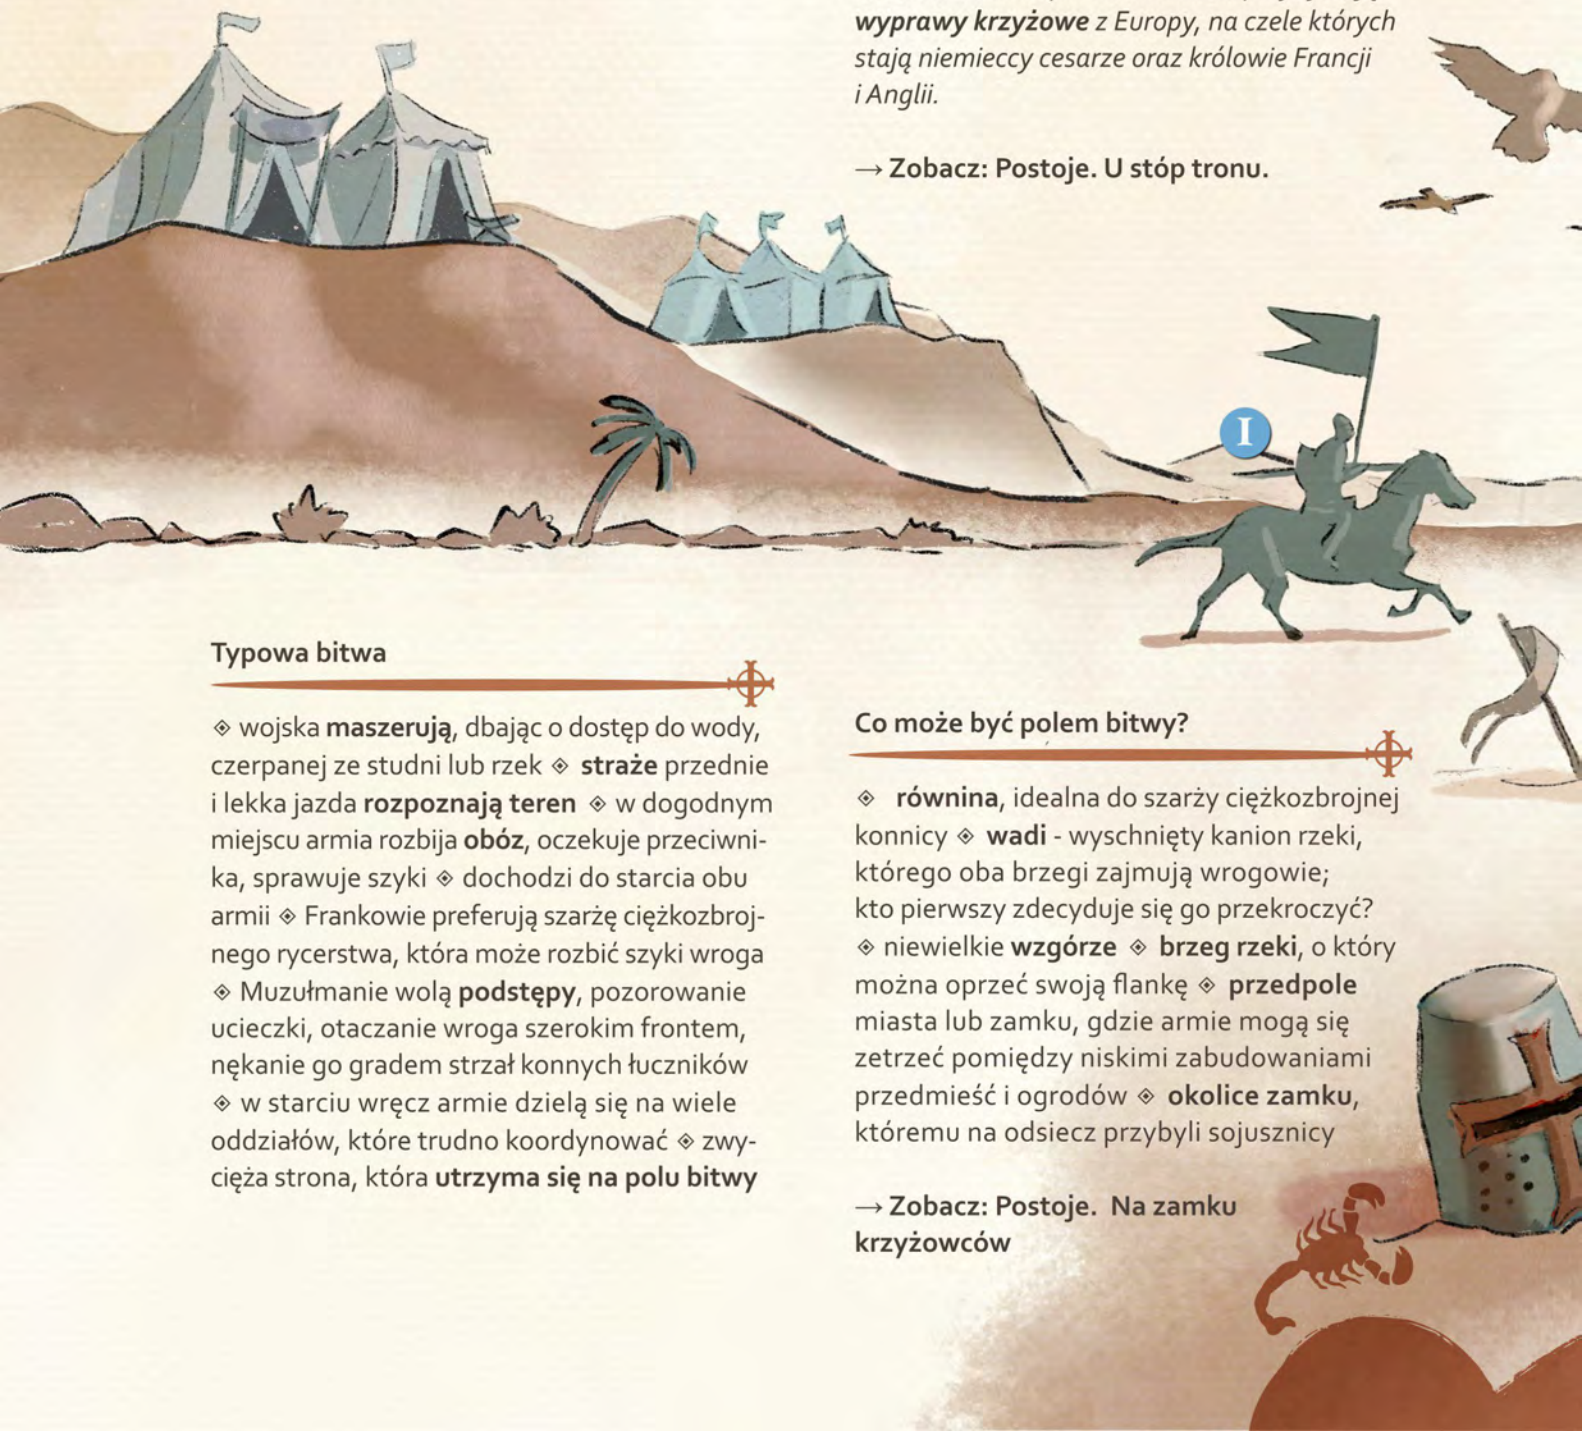 wyprawy krzyżowe z Europy, na czele których
stają niemieccy cesarze oraz królowie Francji
i Anglii.
→ Zobacz: Postoje. U stóp tronu.
I
Typowa bitwa
◈ wojska maszerują, dbając o dostęp do wody,
czerpanej ze studni lub rzek ◈ straże przednie
i lekka jazda rozpoznają teren ◈ w dogodnym
miejscu armia rozbija obóz, oczekuje przeciwni-
ka, sprawuje szyki ◈ dochodzi do starcia obu
armii ◈ Frankowie preferują szarżę ciężkozbroj-
nego rycerstwa, która może rozbić szyki wroga
◈ Muzułmanie wolą podstępy, pozorowanie
ucieczki, otaczanie wroga szerokim frontem,
nękanie go gradem strzał konnych łuczników
◈ w starciu wręcz armie dzielą się na wiele
oddziałów, które trudno koordynować ◈ zwy-
cięża strona, która utrzyma się na polu bitwy
Co może być polem bitwy?
◈ równina, idealna do szarży ciężkozbrojnej
konnicy ◈ wadi - wyschnięty kanion rzeki,
którego oba brzegi zajmują wrogowie;
kto pierwszy zdecyduje się go przekroczyć?
◈ niewielkie wzgórze ◈ brzeg rzeki, o który
można oprzeć swoją flankę ◈ przedpole
miasta lub zamku, gdzie armie mogą się
zetrzeć pomiędzy niskimi zabudowaniami
przedmieść i ogrodów ◈ okolice zamku,
któremu na odsiecz przybyli sojusznicy
→ Zobacz: Postoje. Na zamku
krzyżowców